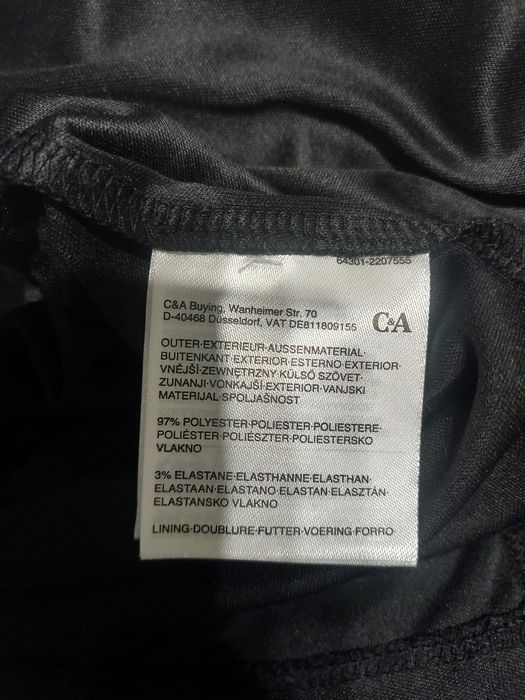 64301-2207555
C&A Buying, Wanheimer Str. 70
D-40468 Düsseldorf, VAT DE811809155
C&A
OUTER·EXTERIEUR·AUSSENMATERIAL·
BUITENKANT·EXTERIOR·ESTERNO·EXTERIOR·
VNĚJŠÍ·ZEWNĘTRZNY·KÜLSŐ SZÖVET·
ZUNANJI·VONKAJŠÍ·EXTERIOR·VANJSKI
MATERIJAL·SPOLJAŠNOST
97% POLYESTER·POLIESTER·POLIESTERE·
POLIÉSTER·POLIÉSZTER·POLIESTERSKO
VLAKNO
3% ELASTANE·ELASTHANNE·ELASTHAN·
ELASTAAN·ELASTANO·ELASTAN·ELASZTÁN·
ELASTANSKO VLAKNO
LINING·DOUBLURE·FUTTER·VOERING·FORRO·